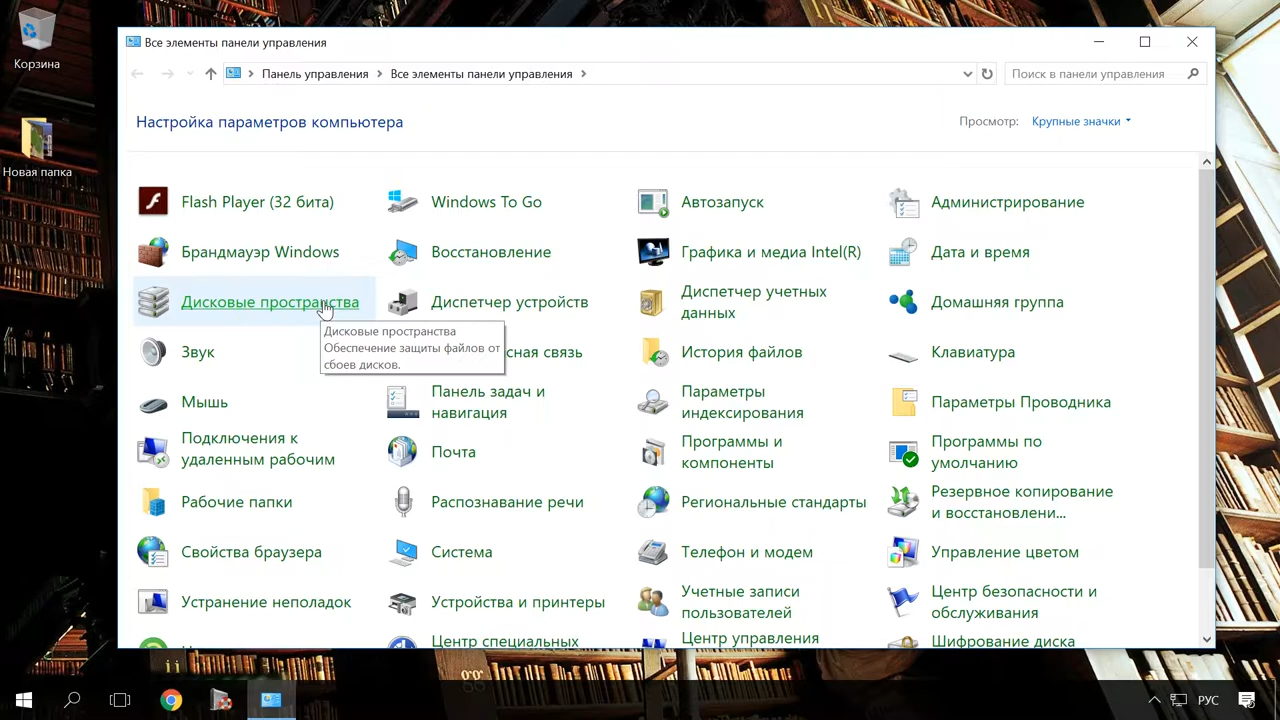 Корзина
Новая папка
Все элементы панели управления
Панель управления
Все элементы панели управления
Поиск в панели управления
Настройка параметров компьютера
Просмотр:
Крупные значки
Flash Player (32 бита)
Windows To Go
Автозапуск
Администрирование
Брандмауэр Windows
Восстановление
Графика и медиа Intel(R)
Дата и время
Дисковые пространства
Диспетчер устройств
Диспетчер учетных
данных
Домашняя группа
Дисковые пространства
Обеспечение защиты файлов от
сбоев дисков.
Звук
связь
История файлов
Клавиатура
Мышь
Панель задач и
навигация
Параметры
индексирования
Параметры Проводника
Подключения к
удаленным рабочим
Почта
Программы и
компоненты
Программы по
умолчанию
Рабочие папки
Распознавание речи
Региональные стандарты
Резервное копирование
и восстановлени...
Свойства браузера
Система
Телефон и модем
Управление цветом
Устранение неполадок
Устройства и принтеры
Учетные записи
пользователей
Центр безопасности и
обслуживания
Центр специальных
Центр управления
Шифрование диска
РУС